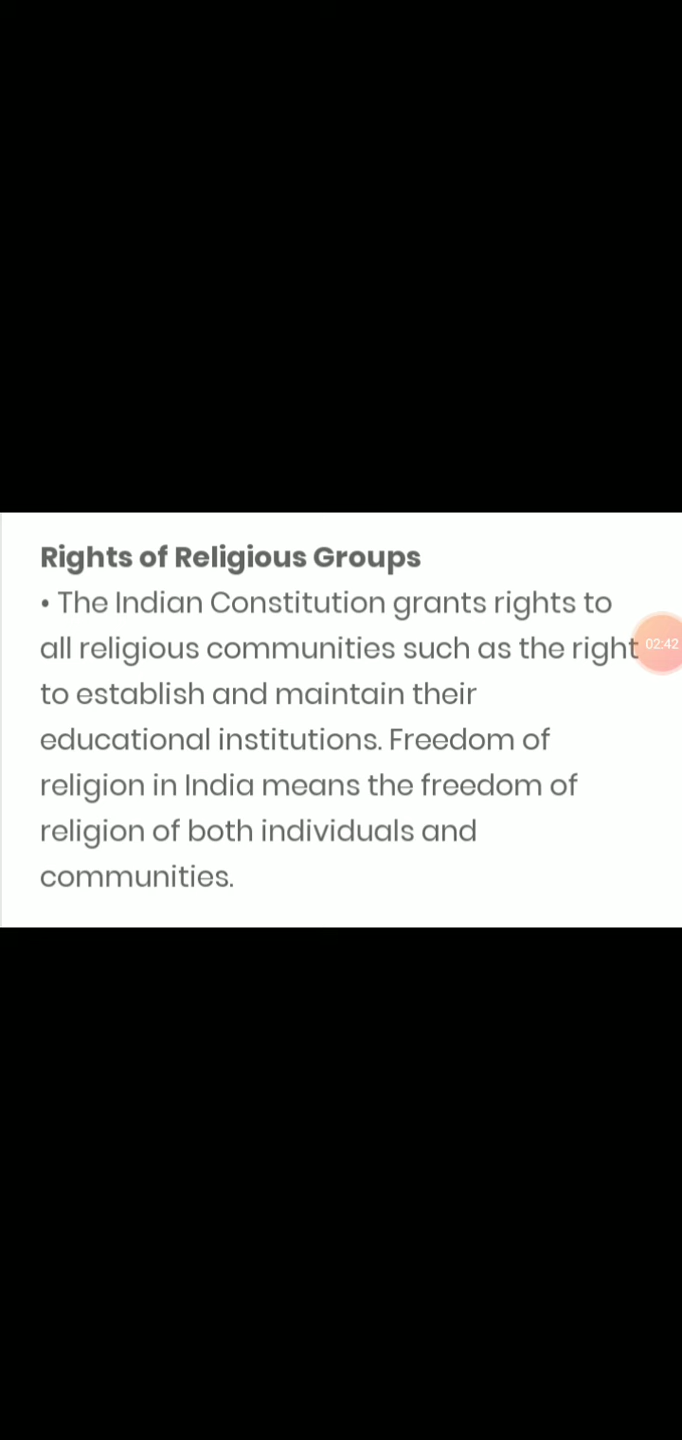 Rights of Religious Groups
• The Indian Constitution grants rights to
all religious communities such as the right
02:42
to establish and maintain their
educational institutions. Freedom of
religion in India means the freedom of
religion of both individuals and
communities.